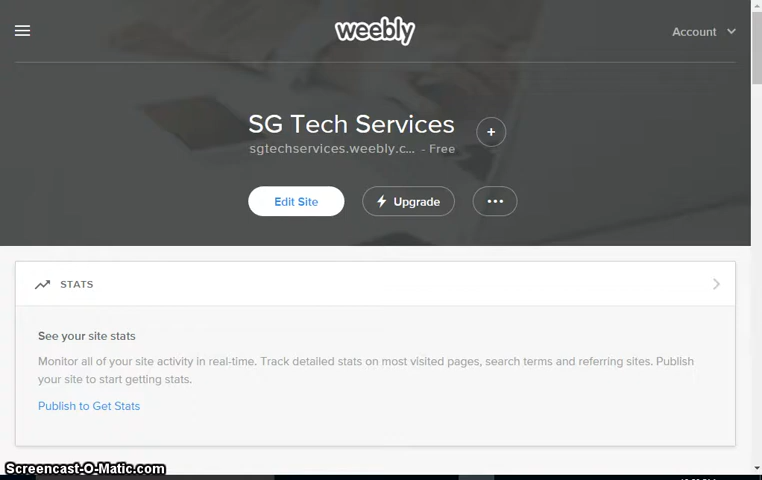 weebly
Account
SG Tech Services
sgtechservices.weebly.c... - Free
Edit Site
Upgrade
STATS
See your site stats
Monitor all of your site activity in real-time. Track detailed stats on most visited pages, search terms and referring sites. Publish
your site to start getting stats.
Publish to Get Stats
Screencast-O-Matic.com